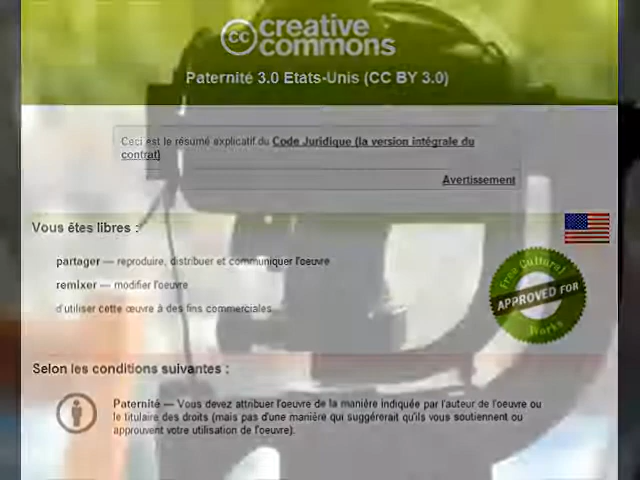 cc creative
commons
Paternité 3.0 Etats-Unis (CC BY 3.0)
Ceci est le résumé explicatif du Code Juridique (la version intégrale du
contrat)
Avertissement
Vous êtes libres :
partager — reproduire, distribuer et communiquer l'oeuvre
remixer — modifier l'oeuvre
d'utiliser cette œuvre à des fins commerciales
Free Cultural
APPROVED FOR
Works
Selon les conditions suivantes :
Paternité — Vous devez attribuer l'oeuvre de la manière indiquée par l'auteur de l'oeuvre ou
le titulaire des droits (mais pas d'une manière qui suggérerait qu'ils vous soutiennent ou
approuvent votre utilisation de l'oeuvre).